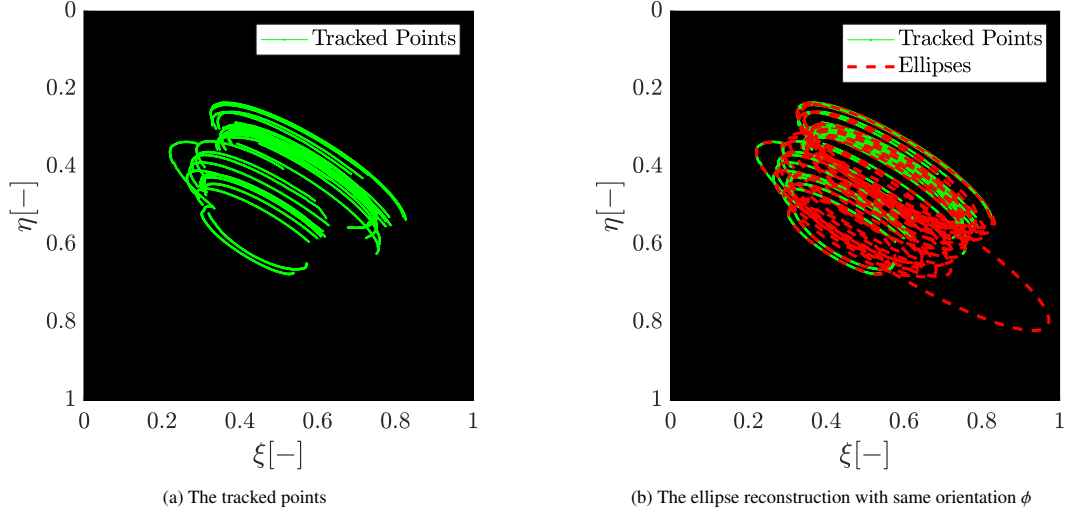 0
0.2
0.4
0.6
0.8
1
η[−]
0 0.2 0.4 0.6 0.8 1
ξ[−]
Tracked Points
(a) The tracked points
0
0.2
0.4
0.6
0.8
1
η[−]
0 0.2 0.4 0.6 0.8 1
ξ[−]
Tracked Points
Ellipses
(b) The ellipse reconstruction with same orientation ϕ